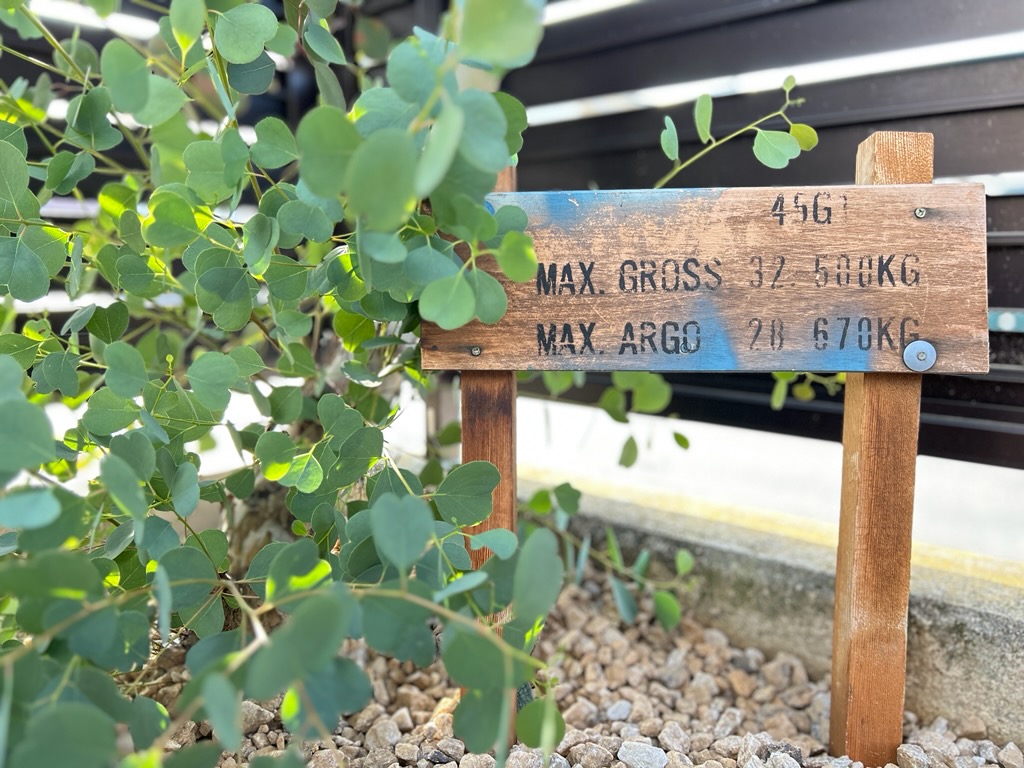 45G1
MAX. GROSS 32. 500KG
MAX. ARGO 28 670KG